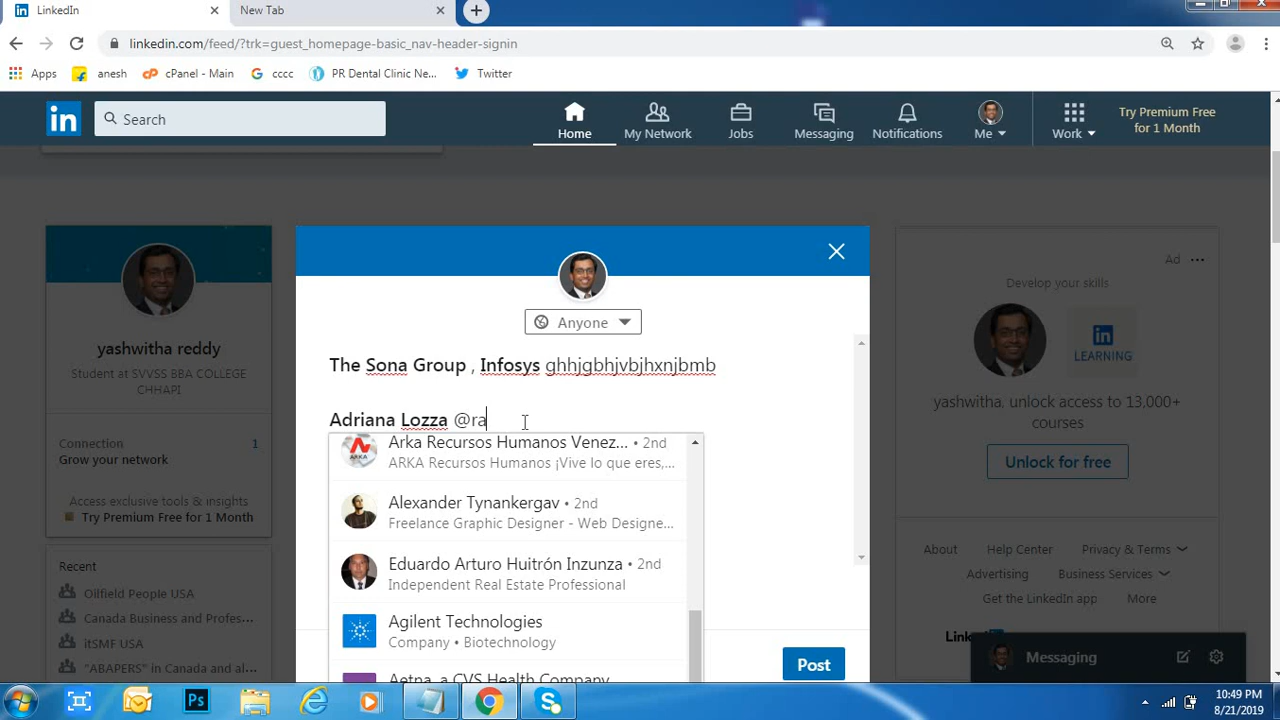 LinkedIn
New Tab
linkedin.com/feed/?trk=guest_homepage-basic_nav-header-signin
Apps anesh cPanel - Main cccc PR Dental Clinic Ne... Twitter
in Search
Home My Network Jobs Messaging Notifications Me Work
Try Premium Free
for 1 Month
yashwitha reddy
Student at SVVSS BBA COLLEGE
CHHAPI
Connection 1
Grow your network
Access exclusive tools & insights
Try Premium Free for 1 Month
Recent
Oilfield People USA
Canada Business and Profes...
itSMF USA
"ABAPERS" in Canada and al...
Anyone
The Sona Group , Infosys ghhjgbhjvbjhxnjbmb
Adriana Lozza @ra
Arka Recursos Humanos Venez... • 2nd
ARKA Recursos Humanos ¡Vive lo que eres,...
Alexander Tynankergav • 2nd
Freelance Graphic Designer - Web Designe...
Eduardo Arturo Huitrón Inzunza • 2nd
Independent Real Estate Professional
Agilent Technologies
Company • Biotechnology
Aetna, a CVS Health Company
Post
Ad
Develop your skills
in
LEARNING
yashwitha. unlock access to 13,000+
courses
Unlock for free
About Help Center Privacy & Terms
Advertising Business Services
Get the LinkedIn app More
Messaging
10:49 PM
8/21/2019